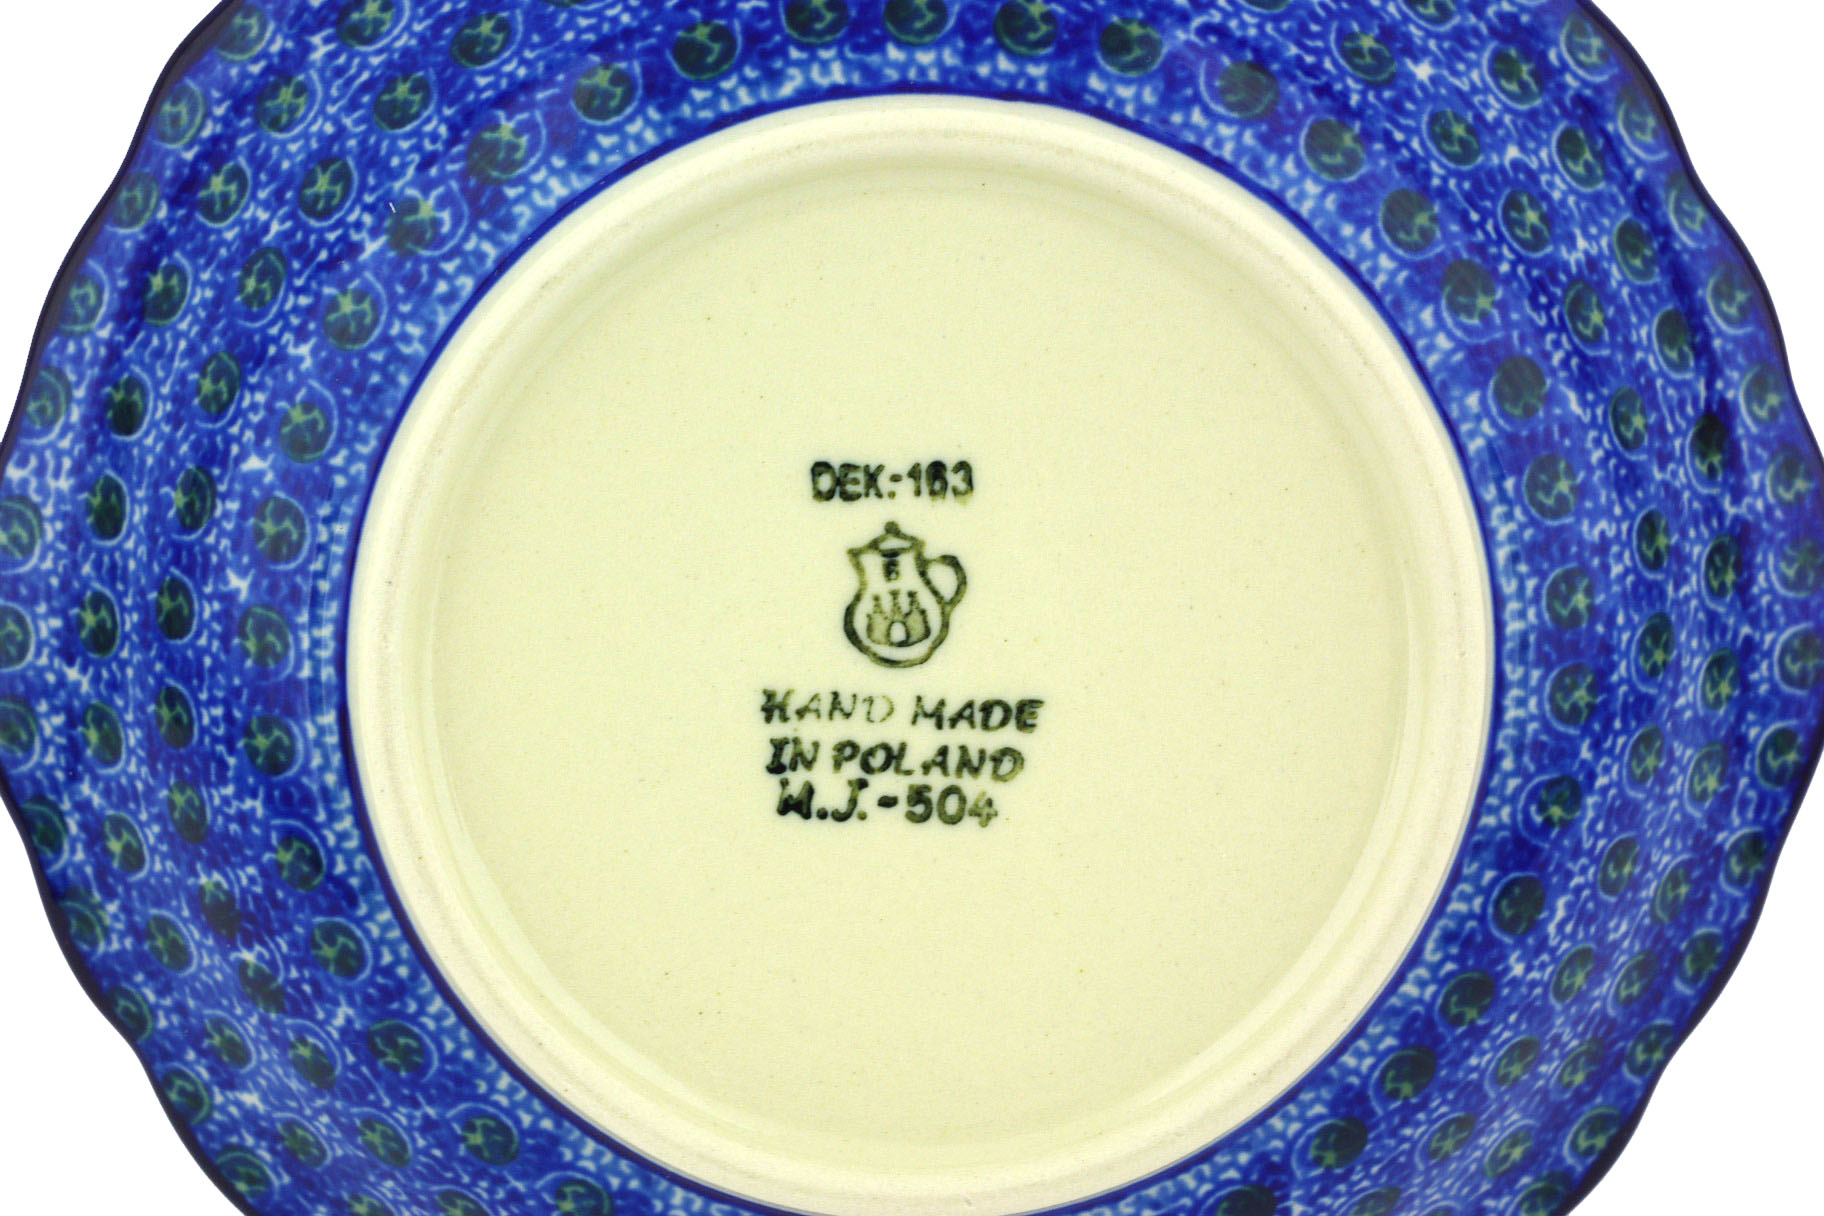 DEK.-163
B
HAND MADE
IN POLAND
W.J.-504